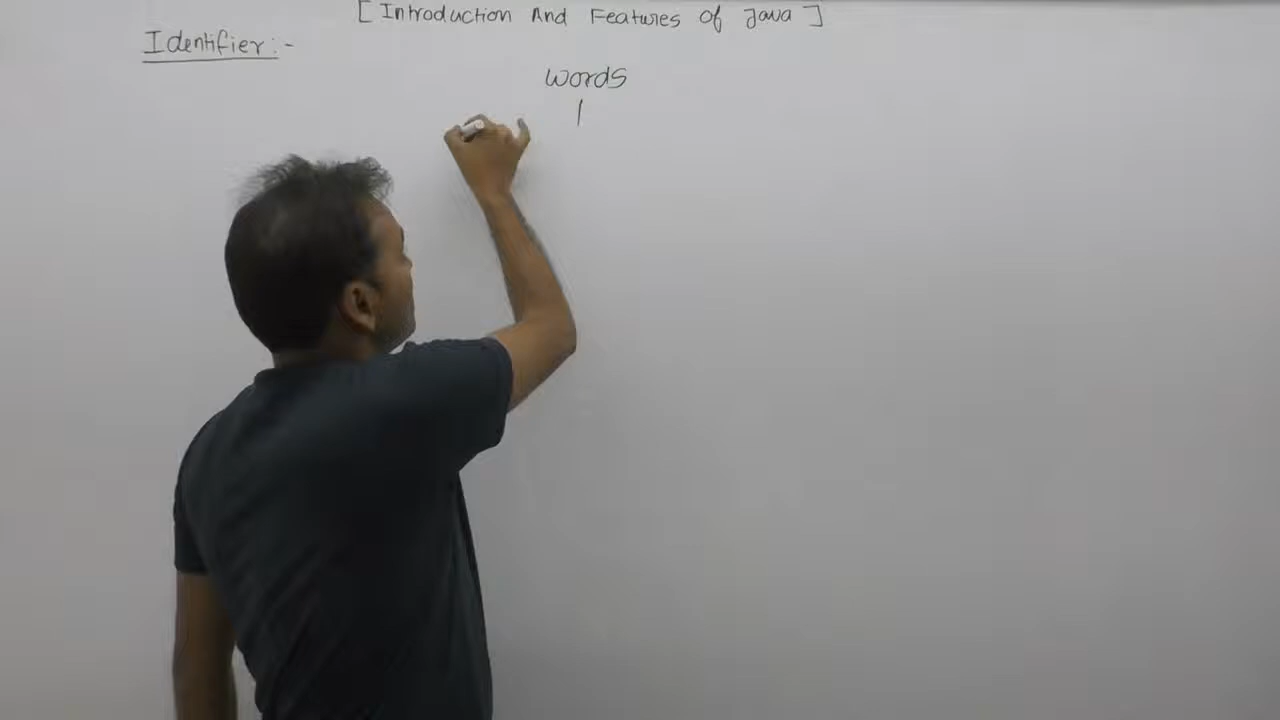 [ Introduction And Features of Java ]
Identifier:-
words